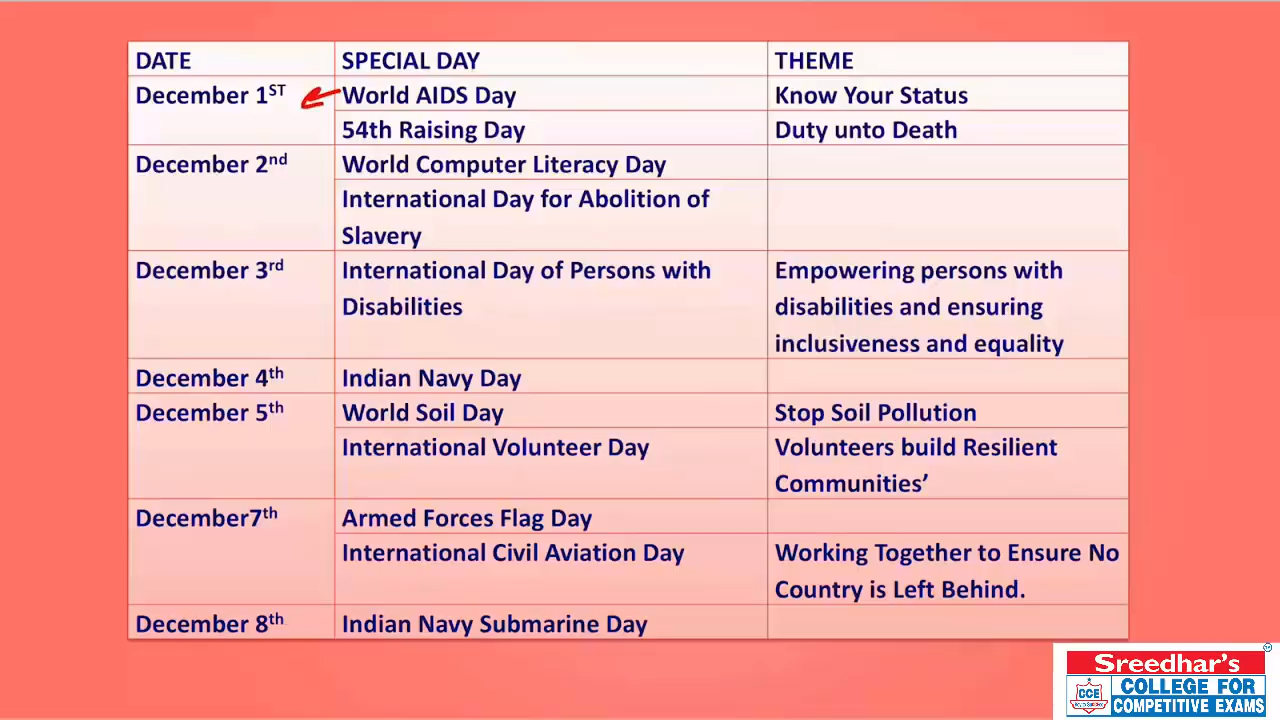 DATE SPECIAL DAY THEME
December 1ST World AIDS Day Know Your Status
54th Raising Day Duty unto Death
December 2nd World Computer Literacy Day
International Day for Abolition of
Slavery
December 3rd International Day of Persons with Empowering persons with
Disabilities disabilities and ensuring
inclusiveness and equality
December 4th Indian Navy Day
December 5th World Soil Day Stop Soil Pollution
International Volunteer Day Volunteers build Resilient
Communities’
December7th Armed Forces Flag Day
International Civil Aviation Day Working Together to Ensure No
Country is Left Behind.
December 8th Indian Navy Submarine Day
Sreedhar's
CCE
COLLEGE FOR
COMPETITIVE EXAMS